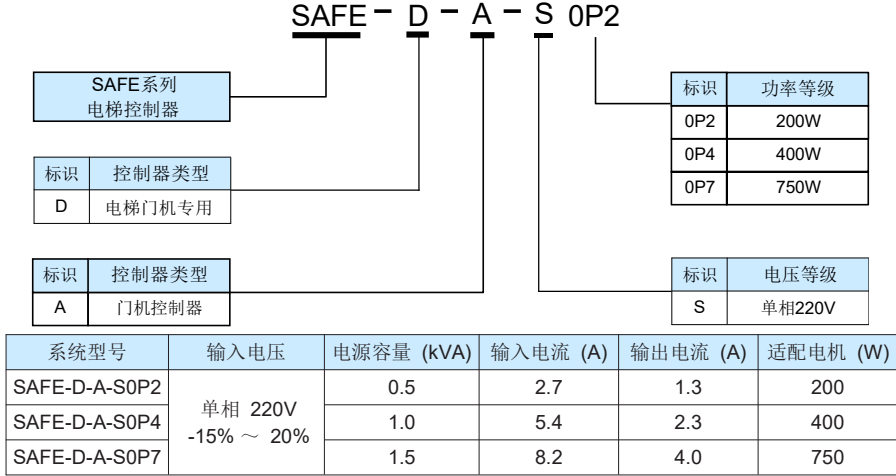 SAFE - D - A - S 0P2
SAFE系列
电梯控制器
标识 控制器类型
D 电梯门机专用
标识 控制器类型
A 门机控制器
标识 功率等级
0P2 200W
0P4 400W
0P7 750W
标识 电压等级
S 单相220V
系统型号 输入电压 电源容量 (kVA) 输入电流 (A) 输出电流 (A) 适配电机 (W)
SAFE-D-A-S0P2 单相 220V -15% ～ 20% 0.5 2.7 1.3 200
SAFE-D-A-S0P4 1.0 5.4 2.3 400
SAFE-D-A-S0P7 1.5 8.2 4.0 750